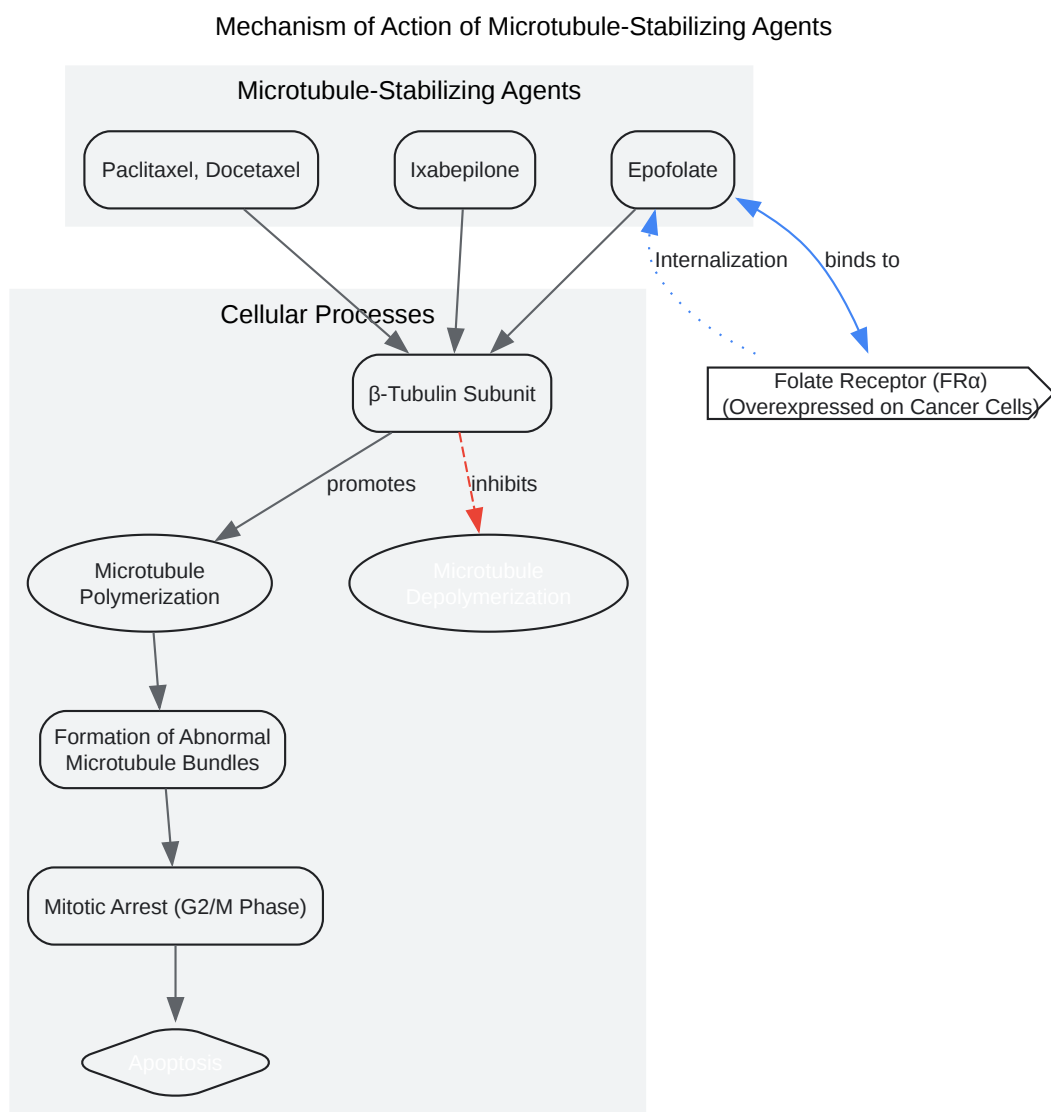 Mechanism of Action of Microtubule-Stabilizing Agents
Microtubule-Stabilizing Agents
Paclitaxel, Docetaxel
Ixabepilone
Epofolate
Internalization
binds to
Cellular Processes
β-Tubulin Subunit
Folate Receptor (FRα)
(Overexpressed on Cancer Cells)
promotes
inhibits
Microtubule
Polymerization
Microtubule
Depolymerization
Formation of Abnormal
Microtubule Bundles
Mitotic Arrest (G2/M Phase)
Apoptosis